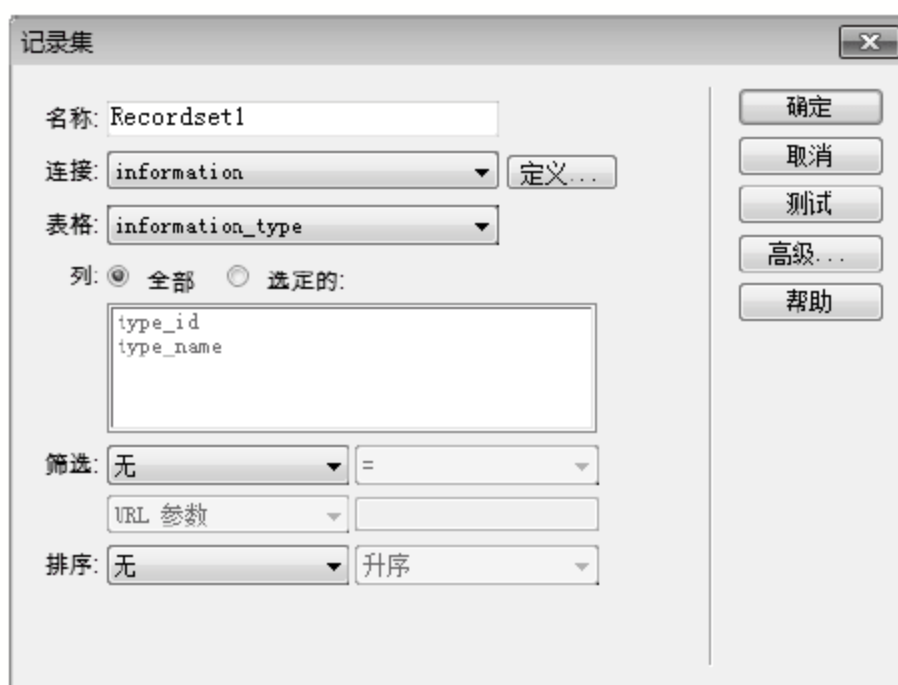 记录集
名称: Recordset1
连接: information 定义...
表格: information_type
列: 全部 选定的:
type_id
type_name
筛选: 无 =
URL 参数
排序: 无 升序
确定
取消
测试
高级...
帮助